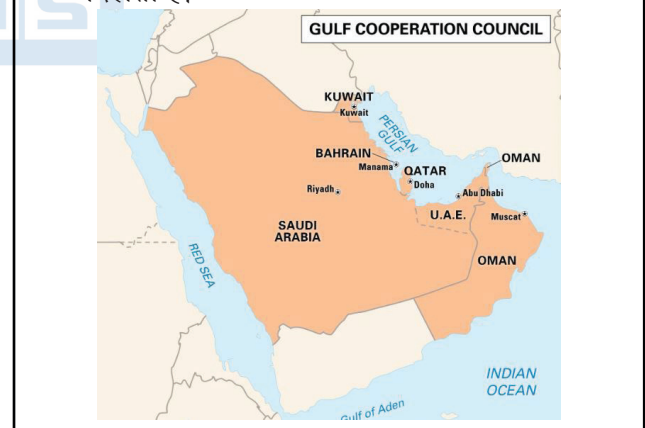 GULF COOPERATION COUNCIL
KUWAIT
Kuwait
PERSIAN
GULF
BAHRAIN
Manama
QATAR
Doha
OMAN
Abu Dhabi
Riyadh
U.A.E.
Muscat
SAUDI
ARABIA
OMAN
RED SEA
INDIAN
OCEAN
Gulf of Aden